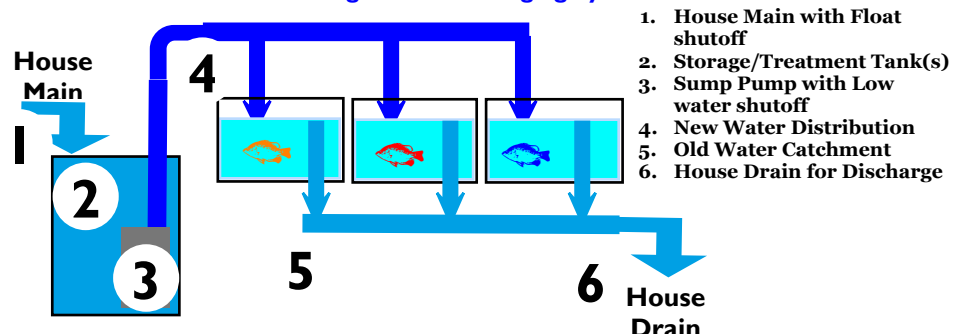 House
Main
1
2
3
4
5
6
House
Drain
1. House Main with Float
shutoff
2. Storage/Treatment Tank(s)
3. Sump Pump with Low
water shutoff
4. New Water Distribution
5. Old Water Catchment
6. House Drain for Discharge